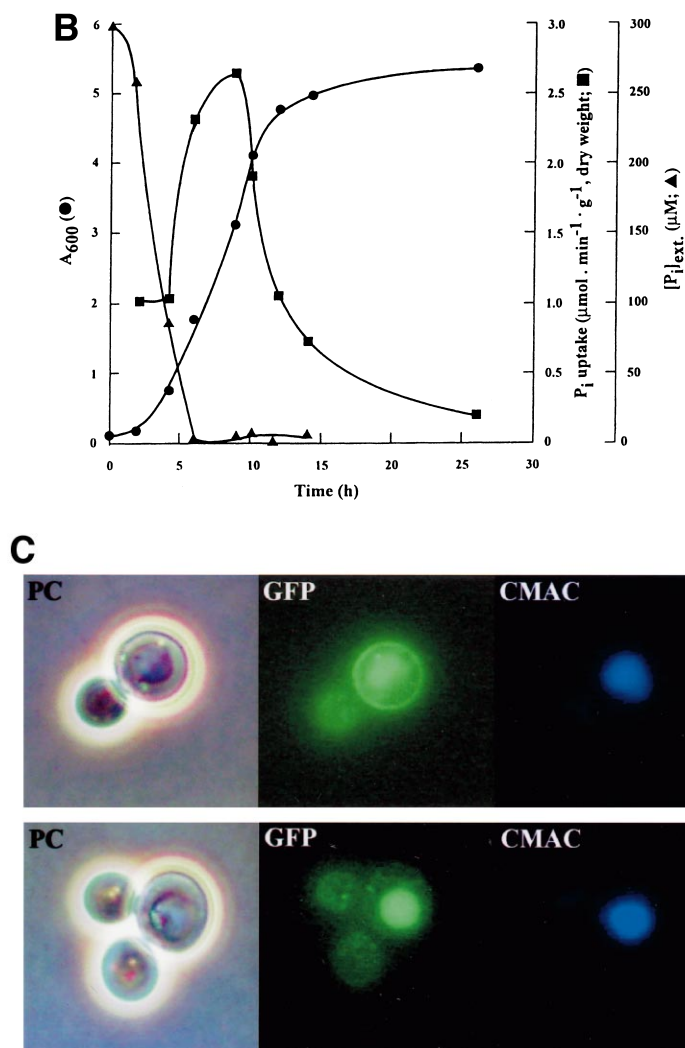 B
6
5
4
3
2
1
0
A600 (●)
0
5
10
15
20
25
30
Time (h)
3.0
2.5
2.0
1.5
1.0
0.5
0
Pi uptake (μmol . min-1 · g-1, dry weight; ■)
300
250
200
150
100
50
0
[Pi]ext. (μM; ▲)
C
PC
GFP
CMAC
PC
GFP
CMAC